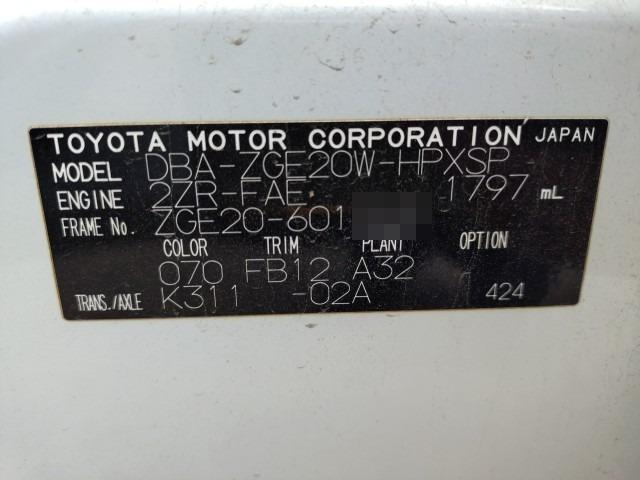 TOYOTA MOTOR CORPORATION JAPAN
MODEL DBA-ZGE20W-HPXSP
ENGINE 2ZR-FAE 1797 mL
FRAME No. ZGE20-601
COLOR TRIM PLANT OPTION
070 FB12 A32
TRANS./AXLE K311 -02A 424